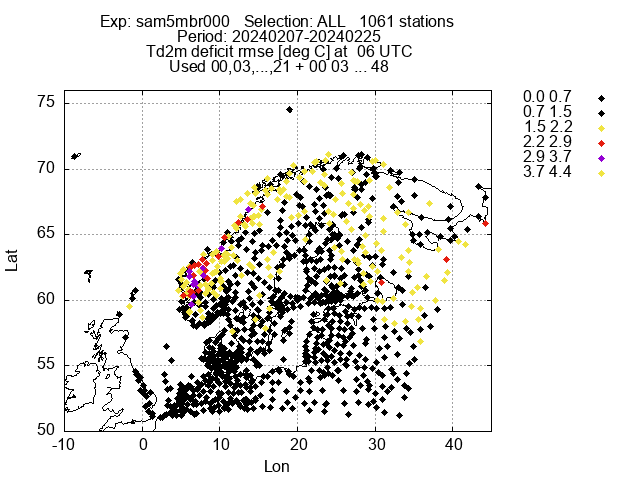 Exp: sam5mbr000   Selection: ALL   1061 stations
Period: 20240207-20240225
Td2m deficit rmse [deg C] at  06 UTC
Used 00,03,...,21 + 00 03 ... 48
0.0 0.7
0.7 1.5
1.5 2.2
2.2 2.9
2.9 3.7
3.7 4.4
75
70
65
60
55
50
Lat
-10 0 10 20 30 40
Lon